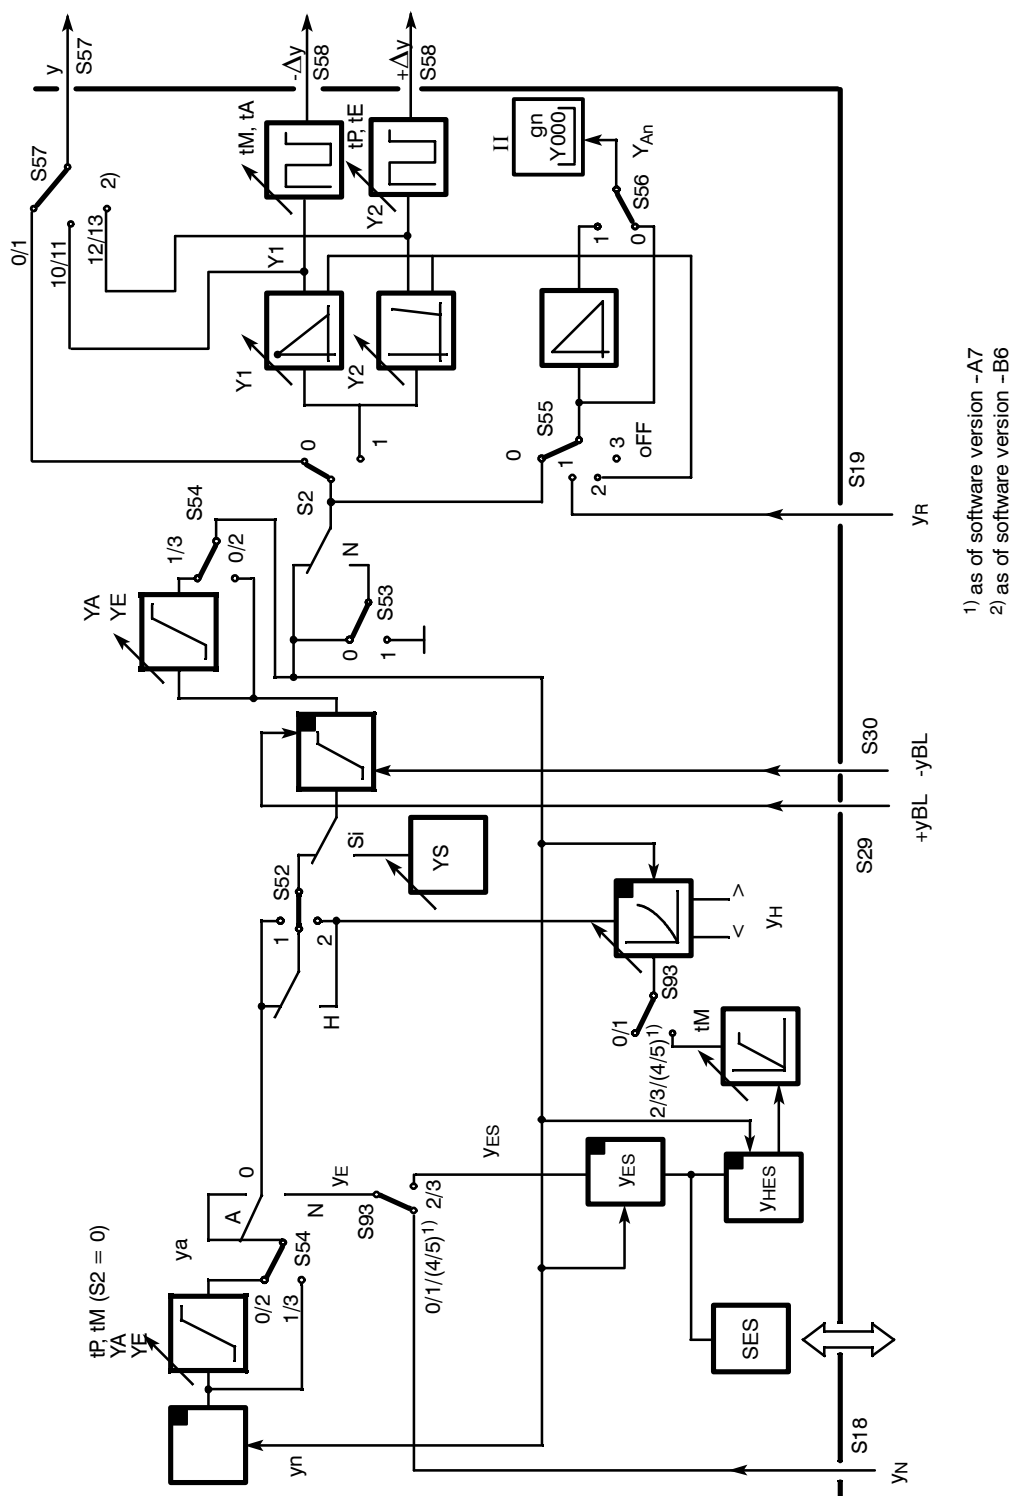 tP, tM (S2 = 0)
YA
YE
ya
yn
0/2
1/3
S54
A
0
N
yE
S93
0/1/(4/5)1)
2/3
yES
yES
yHES
SES
yN
S18
H
1
2
S52
Si
YS
0/1
2/3/(4/5)1)
S93
tM
yH
<
>
S29
+yBL
-yBL
S30
YA
YE
1/3
0/2
S54
0
1
S53
N
S2
0
1
yR
S19
0
1
2
3
oFF
S55
Y1
Y2
Y1
Y2
0/1
10/11
12/13
2)
S57
tM, tA
tP, tE
1
0
S56
YAn
II
gn
Y000
y
S57
-Δy
S58
+Δy
S58
1) as of software version -A7
2) as of software version -B6